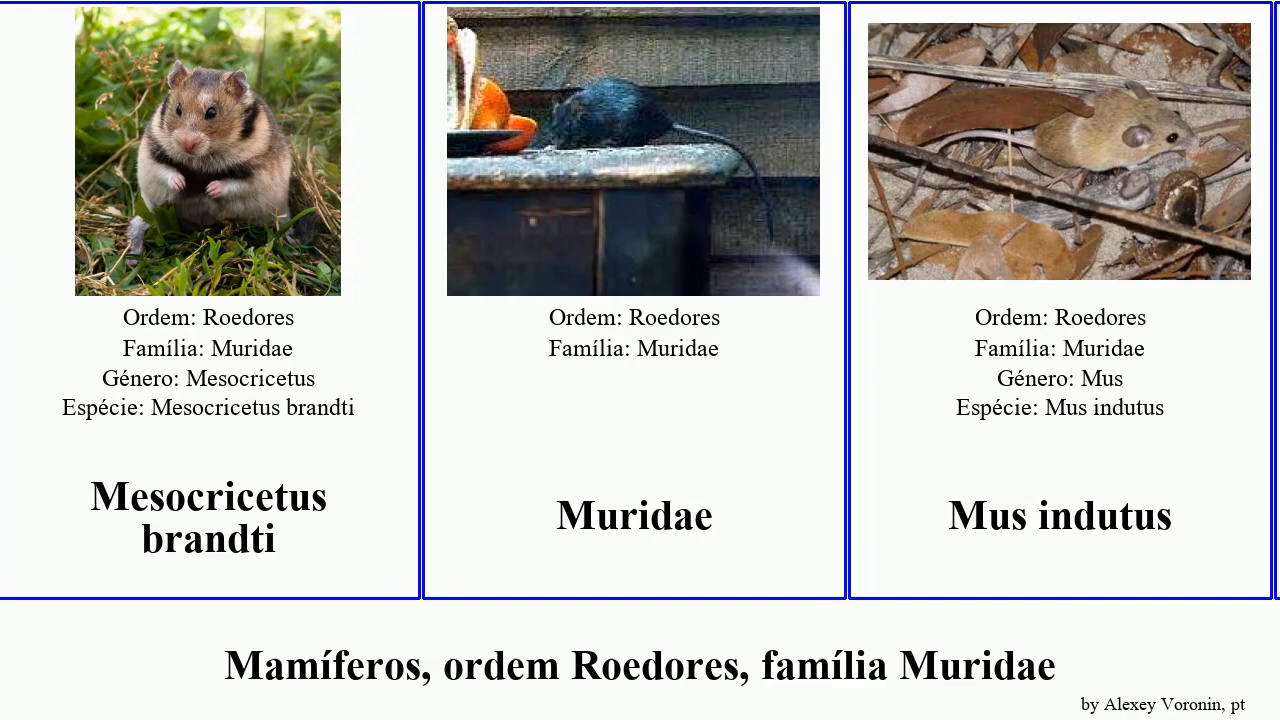 Ordem: Roedores
Família: Muridae
Género: Mesocricetus
Espécie: Mesocricetus brandti
Mesocricetus
brandti
Ordem: Roedores
Família: Muridae
Muridae
Ordem: Roedores
Família: Muridae
Género: Mus
Espécie: Mus indutus
Mus indutus
Mamíferos, ordem Roedores, família Muridae
by Alexey Voronin, pt